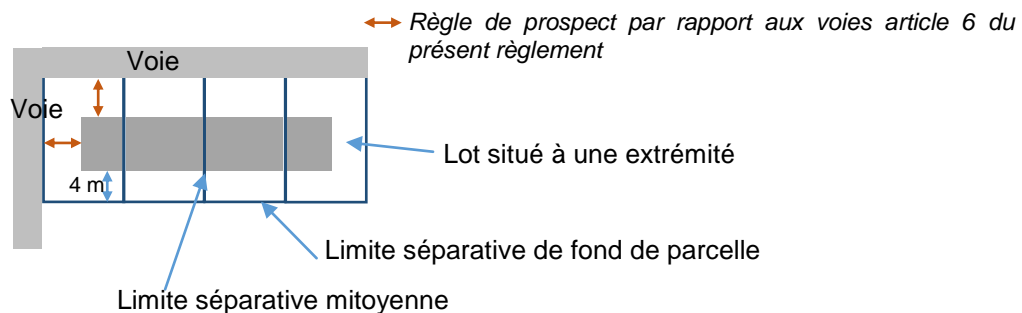 Règle de prospect par rapport aux voies article 6 du
présent règlement
Voie
Voie
Lot situé à une extrémité
4 m
Limite séparative de fond de parcelle
Limite séparative mitoyenne